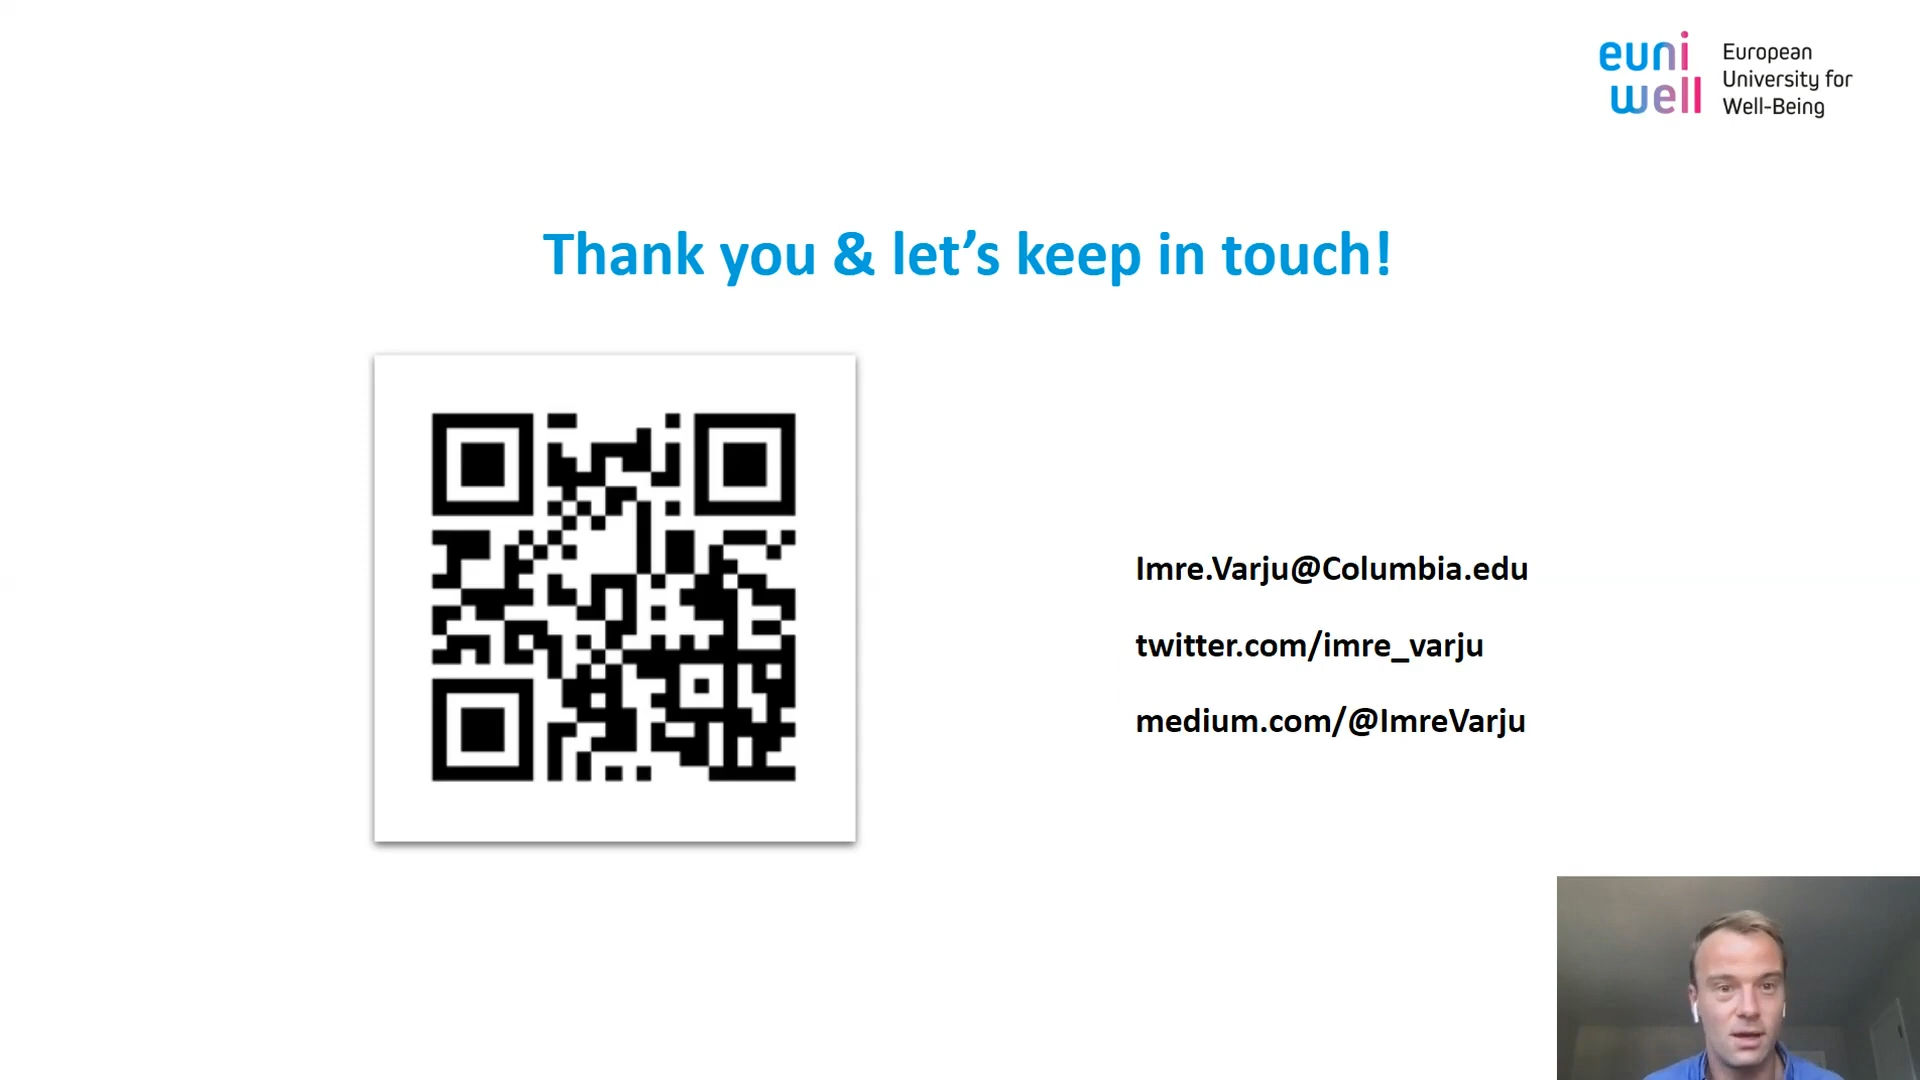 euni
well
European
University for
Well-Being
Thank you & let’s keep in touch!
Imre.Varju@Columbia.edu
twitter.com/imre_varju
medium.com/@ImreVarju